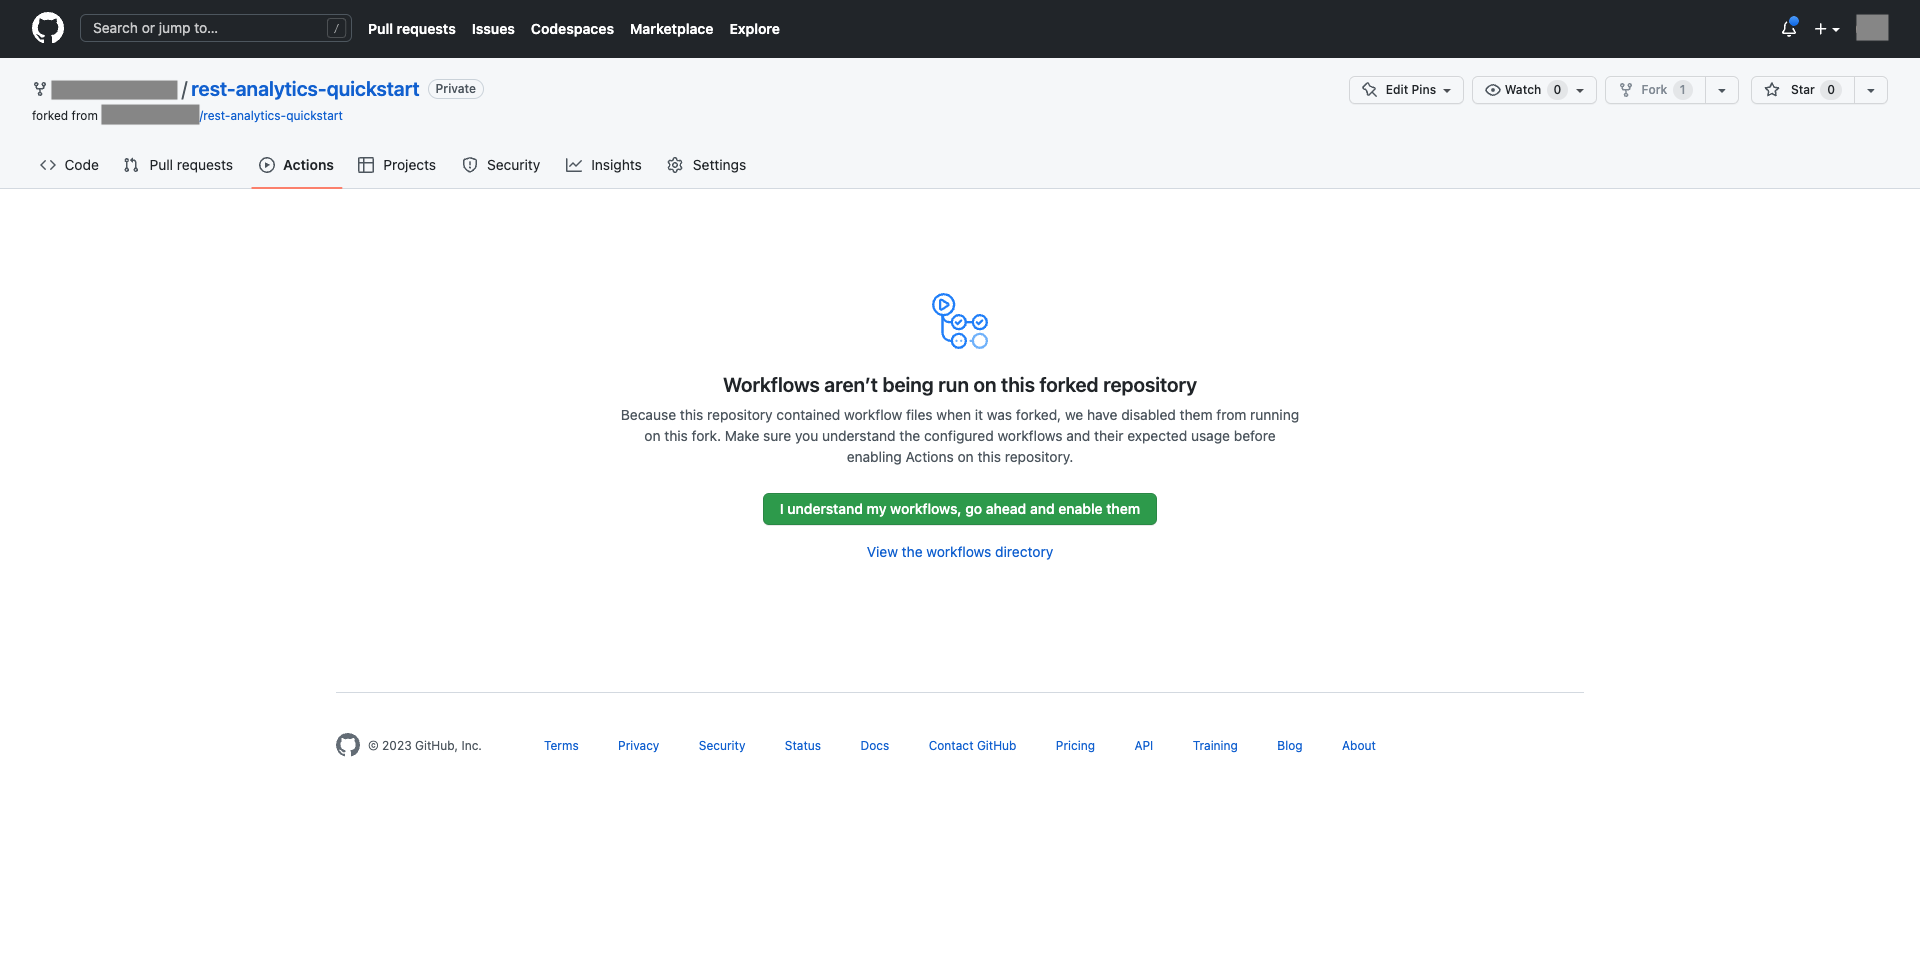 Search or jump to... /
Pull requests Issues Codespaces Marketplace Explore
/ rest-analytics-quickstart Private
Edit Pins Watch 0 Fork 1 Star 0
forked from /rest-analytics-quickstart
Code Pull requests Actions Projects Security Insights Settings
Workflows aren’t being run on this forked repository
Because this repository contained workflow files when it was forked, we have disabled them from running
on this fork. Make sure you understand the configured workflows and their expected usage before
enabling Actions on this repository.
I understand my workflows, go ahead and enable them
View the workflows directory
© 2023 GitHub, Inc. Terms Privacy Security Status Docs Contact GitHub Pricing API Training Blog About